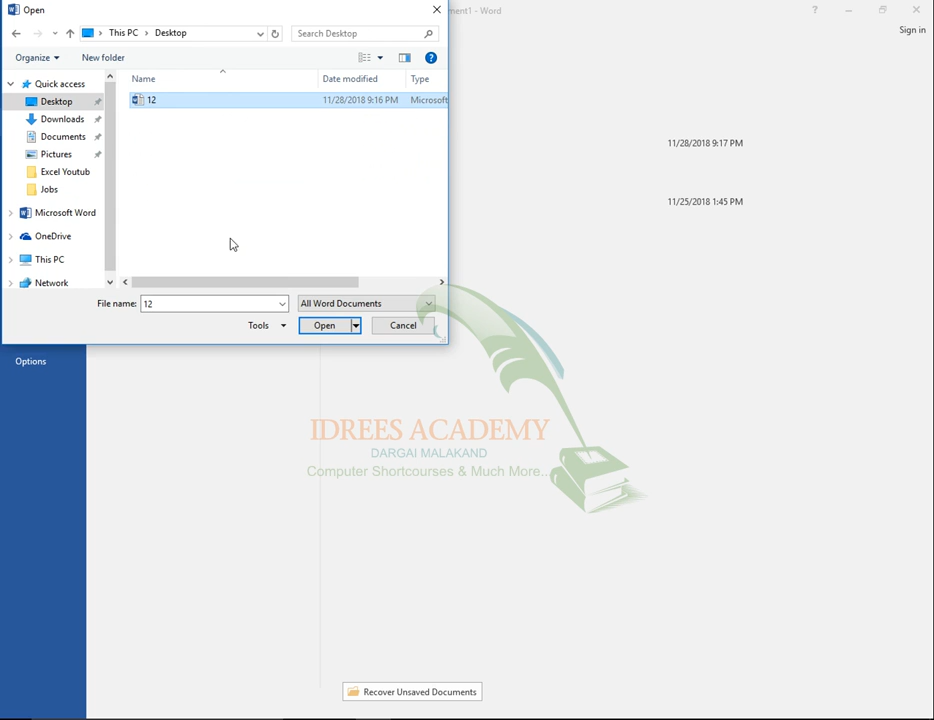 Open
ment1 - Word
Sign in
This PC > Desktop
Search Desktop
Organize
New folder
Name
Date modified
Type
12
11/28/2018 9:16 PM
Microsoft
Quick access
Desktop
Downloads
Documents
Pictures
Excel Youtub
Jobs
Microsoft Word
OneDrive
This PC
Network
11/28/2018 9:17 PM
11/25/2018 1:45 PM
File name:
12
All Word Documents
Tools
Open
Cancel
Options
IDREES ACADEMY
DARGAI MALAKAND
Computer Shortcourses & Much More..
Recover Unsaved Documents